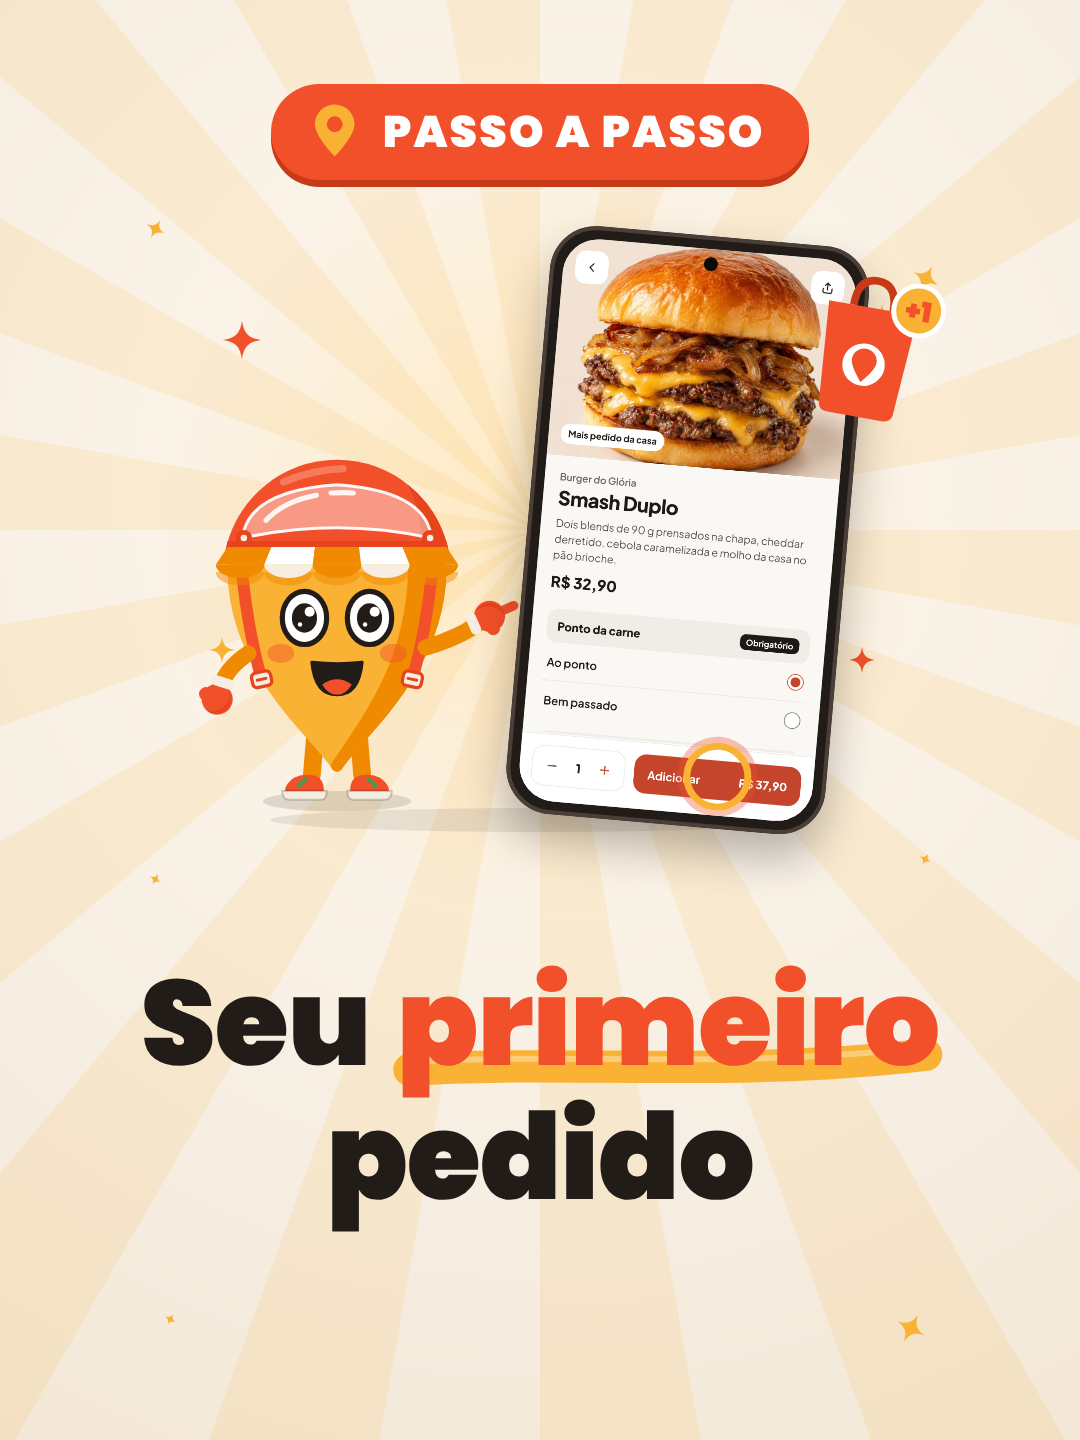 PASSO A PASSO
+1
Mais pedido da casa
Burger do Glória
Smash Duplo
Dois blends de 90 g prensados na chapa, cheddar
derretido, cebola caramelizada e molho da casa no
pão brioche.
R$ 32,90
Ponto da carne Obrigatório
Ao ponto
Bem passado
− 1 + Adicionar R$ 37,90
Seu primeiro
pedido